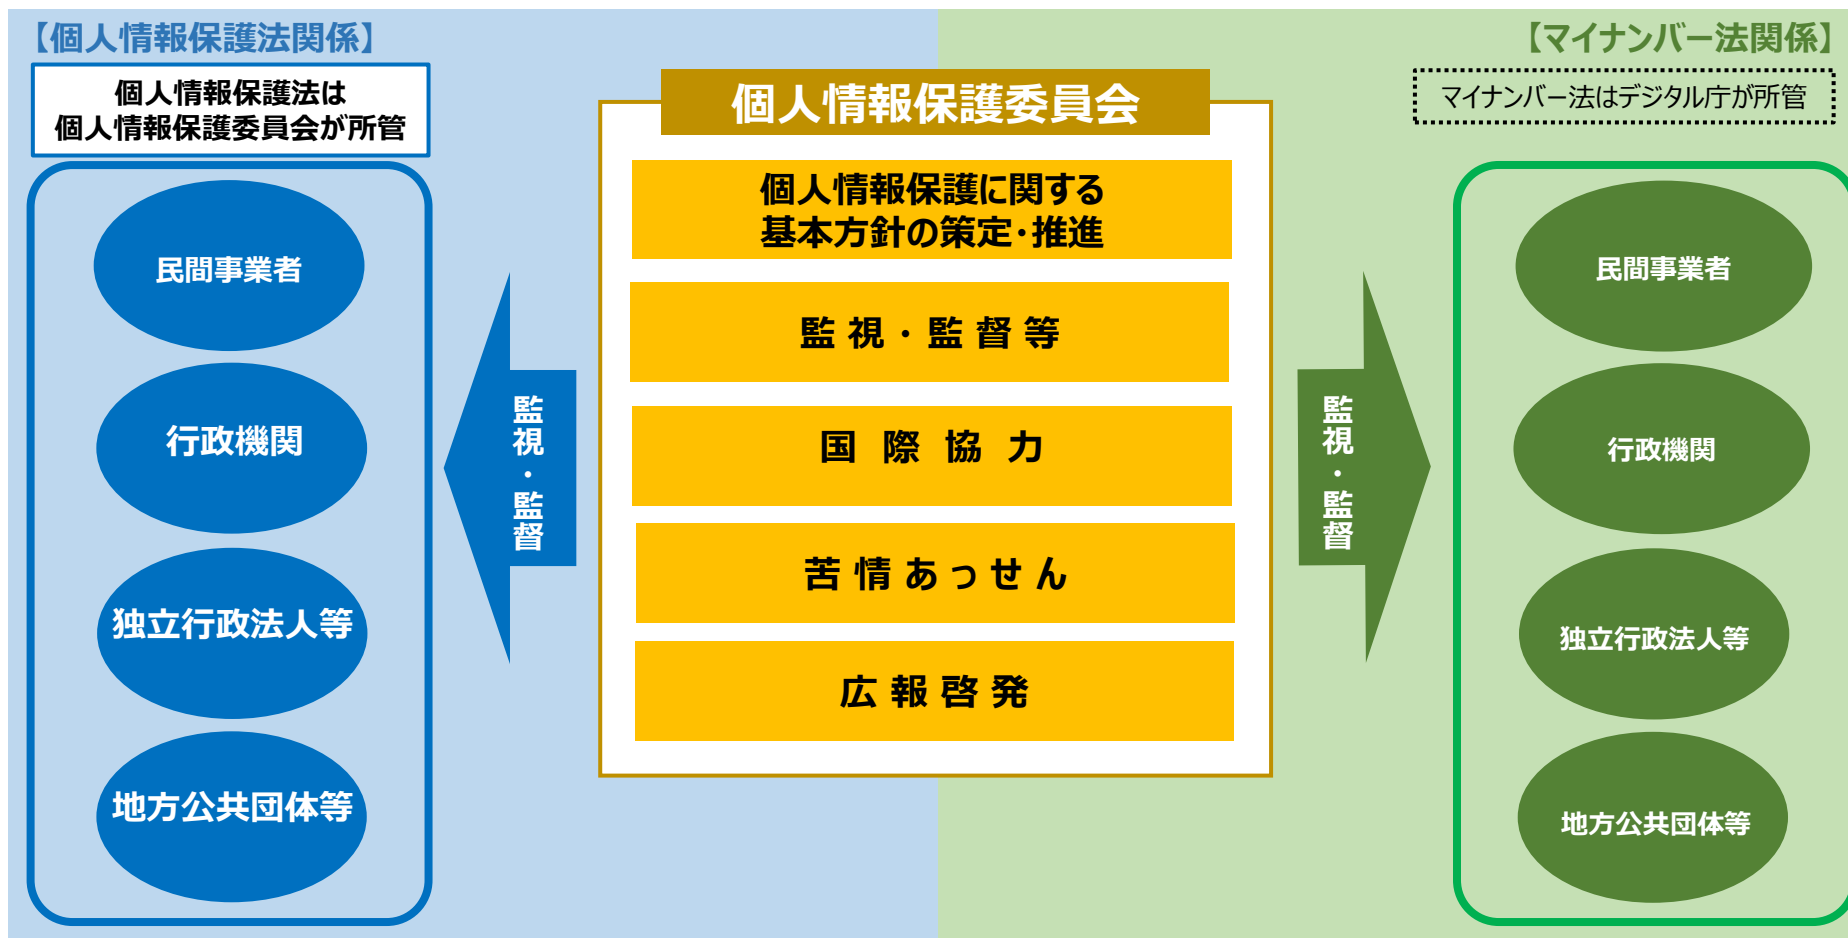 【個人情報保護法関係】
個人情報保護法は
個人情報保護委員会が所管
民間事業者
行政機関
独立行政法人等
地方公共団体等
監視・監督
個人情報保護委員会
個人情報保護に関する
基本方針の策定・推進
監視・監督等
国際協力
苦情あっせん
広報啓発
監視・監督
【マイナンバー法関係】
マイナンバー法はデジタル庁が所管
民間事業者
行政機関
独立行政法人等
地方公共団体等